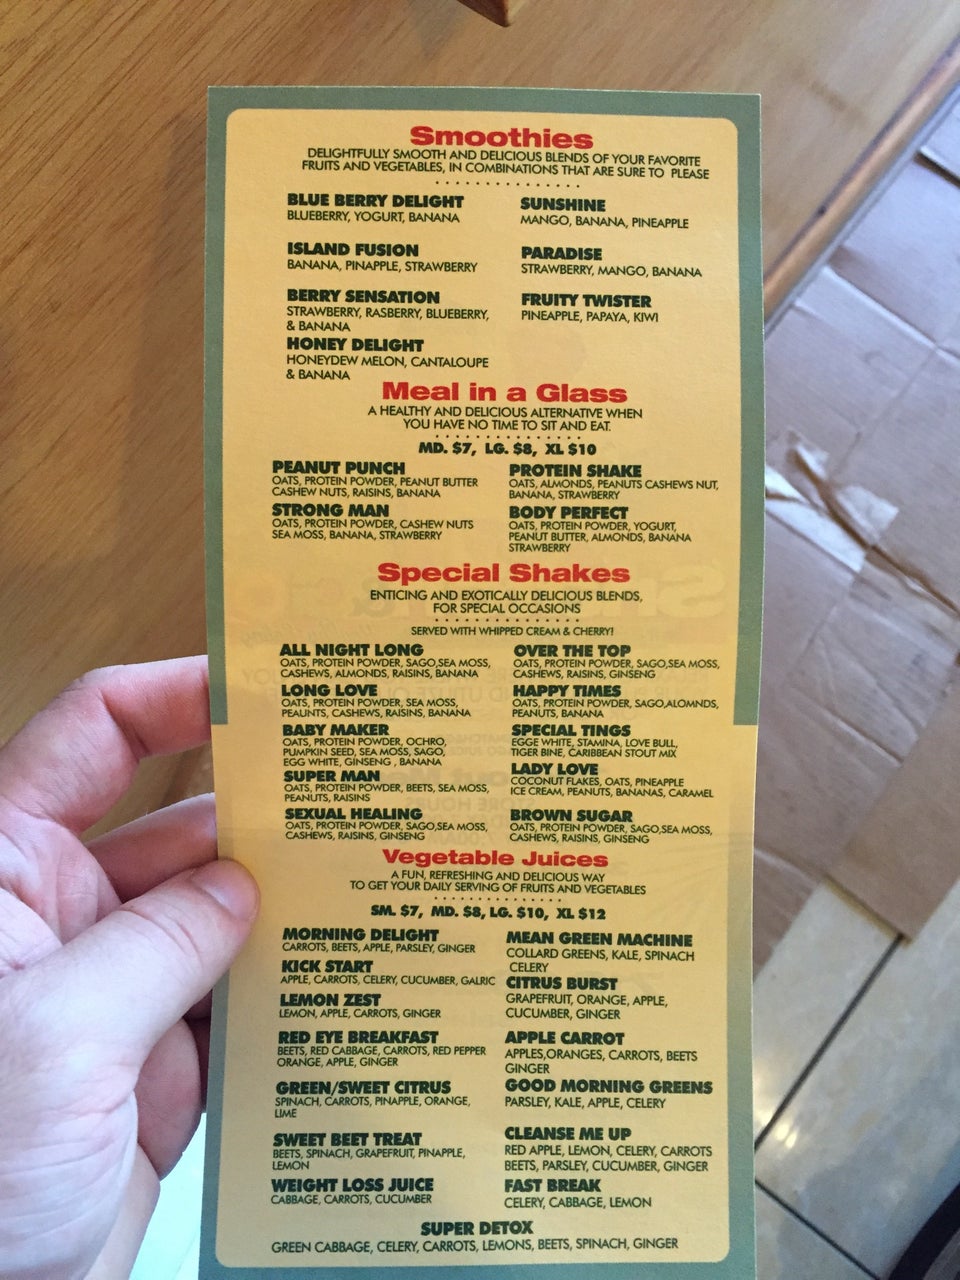 Smoothies
DELIGHTFULLY SMOOTH AND DELICIOUS BLENDS OF YOUR FAVORITE
FRUITS AND VEGETABLES, IN COMBINATIONS THAT ARE SURE TO PLEASE
BLUE BERRY DELIGHT
BLUEBERRY, YOGURT, BANANA
ISLAND FUSION
BANANA, PINAPPLE, STRAWBERRY
BERRY SENSATION
STRAWBERRY, RASBERRY, BLUEBERRY,
& BANANA
HONEY DELIGHT
HONEYDEW MELON, CANTALOUPE
& BANANA
SUNSHINE
MANGO, BANANA, PINEAPPLE
PARADISE
STRAWBERRY, MANGO, BANANA
FRUITY TWISTER
PINEAPPLE, PAPAYA, KIWI
Meal in a Glass
A HEALTHY AND DELICIOUS ALTERNATIVE WHEN
YOU HAVE NO TIME TO SIT AND EAT.
MD. $7, LG. $8, XL $10
PEANUT PUNCH
OATS, PROTEIN POWDER, PEANUT BUTTER
CASHEW NUTS, RAISINS, BANANA
STRONG MAN
OATS, PROTEIN POWDER, CASHEW NUTS
SEA MOSS, BANANA, STRAWBERRY
PROTEIN SHAKE
OATS, ALMONDS, PEANUTS CASHEWS NUT,
BANANA, STRAWBERRY
BODY PERFECT
OATS, PROTEIN POWDER, YOGURT,
PEANUT BUTTER, ALMONDS, BANANA
STRAWBERRY
Special Shakes
ENTICING AND EXOTICALLY DELICIOUS BLENDS,
FOR SPECIAL OCCASIONS
SERVED WITH WHIPPED CREAM & CHERRY!
ALL NIGHT LONG
OATS, PROTEIN POWDER, SAGO,SEA MOSS,
CASHEWS, ALMONDS, RAISINS, BANANA
LONG LOVE
OATS, PROTEIN POWDER, SEA MOSS,
PEAUNTS, CASHEWS, RAISINS, BANANA
BABY MAKER
OATS, PROTEIN POWDER, OCHRO,
PUMPKIN SEED, SEA MOSS, SAGO,
EGG WHITE, GINSENG , BANANA
SUPER MAN
OATS, PROTEIN POWDER, BEETS, SEA MOSS,
PEANUTS, RAISINS
SEXUAL HEALING
OATS, PROTEIN POWDER, SAGO,SEA MOSS,
CASHEWS, RAISINS, GINSENG
OVER THE TOP
OATS, PROTEIN POWDER, SAGO,SEA MOSS,
CASHEWS, RAISINS, GINSENG
HAPPY TIMES
OATS, PROTEIN POWDER, SAGO,ALOMNDS,
PEANUTS, BANANA
SPECIAL TINGS
EGGE WHITE, STAMINA, LOVE BULL,
TIGER BINE, CARIBBEAN STOUT MIX
LADY LOVE
COCONUT FLAKES, OATS, PINEAPPLE
ICE CREAM, PEANUTS, BANANAS, CARAMEL
BROWN SUGAR
OATS, PROTEIN POWDER, SAGO,SEA MOSS,
CASHEWS, RAISINS, GINSENG
Vegetable Juices
A FUN, REFRESHING AND DELICIOUS WAY
TO GET YOUR DAILY SERVING OF FRUITS AND VEGETABLES
SM. $7, MD. $8, LG. $10, XL $12
MORNING DELIGHT
CARROTS, BEETS, APPLE, PARSLEY, GINGER
KICK START
APPLE, CARROTS, CELERY, CUCUMBER, GALRIC
LEMON ZEST
LEMON, APPLE, CARROTS, GINGER
RED EYE BREAKFAST
BEETS, RED CABBAGE, CARROTS, RED PEPPER
ORANGE, APPLE, GINGER
GREEN/SWEET CITRUS
SPINACH, CARROTS, PINAPPLE, ORANGE,
LIME
SWEET BEET TREAT
BEETS, SPINACH, GRAPEFRUIT, PINAPPLE,
LEMON
WEIGHT LOSS JUICE
CABBAGE, CARROTS, CUCUMBER
MEAN GREEN MACHINE
COLLARD GREENS, KALE, SPINACH
CELERY
CITRUS BURST
GRAPEFRUIT, ORANGE, APPLE,
CUCUMBER, GINGER
APPLE CARROT
APPLES,ORANGES, CARROTS, BEETS
GINGER
GOOD MORNING GREENS
PARSLEY, KALE, APPLE, CELERY
CLEANSE ME UP
RED APPLE, LEMON, CELERY, CARROTS
BEETS, PARSLEY, CUCUMBER, GINGER
FAST BREAK
CELERY, CABBAGE, LEMON
SUPER DETOX
GREEN CABBAGE, CELERY, CARROTS, LEMONS, BEETS, SPINACH, GINGER